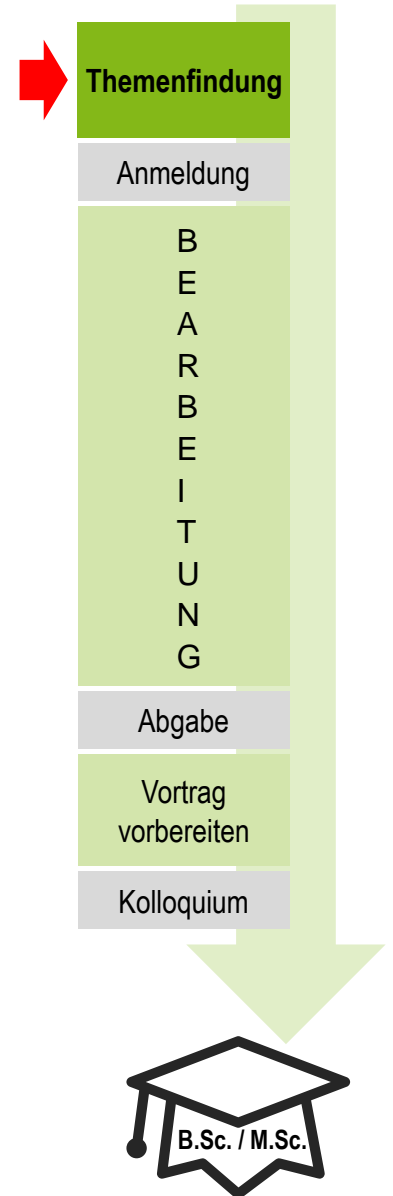 Themenfindung
Anmeldung
B
E
A
R
B
E
I
T
U
N
G
Abgabe
Vortrag
vorbereiten
Kolloquium
B.Sc. / M.Sc.